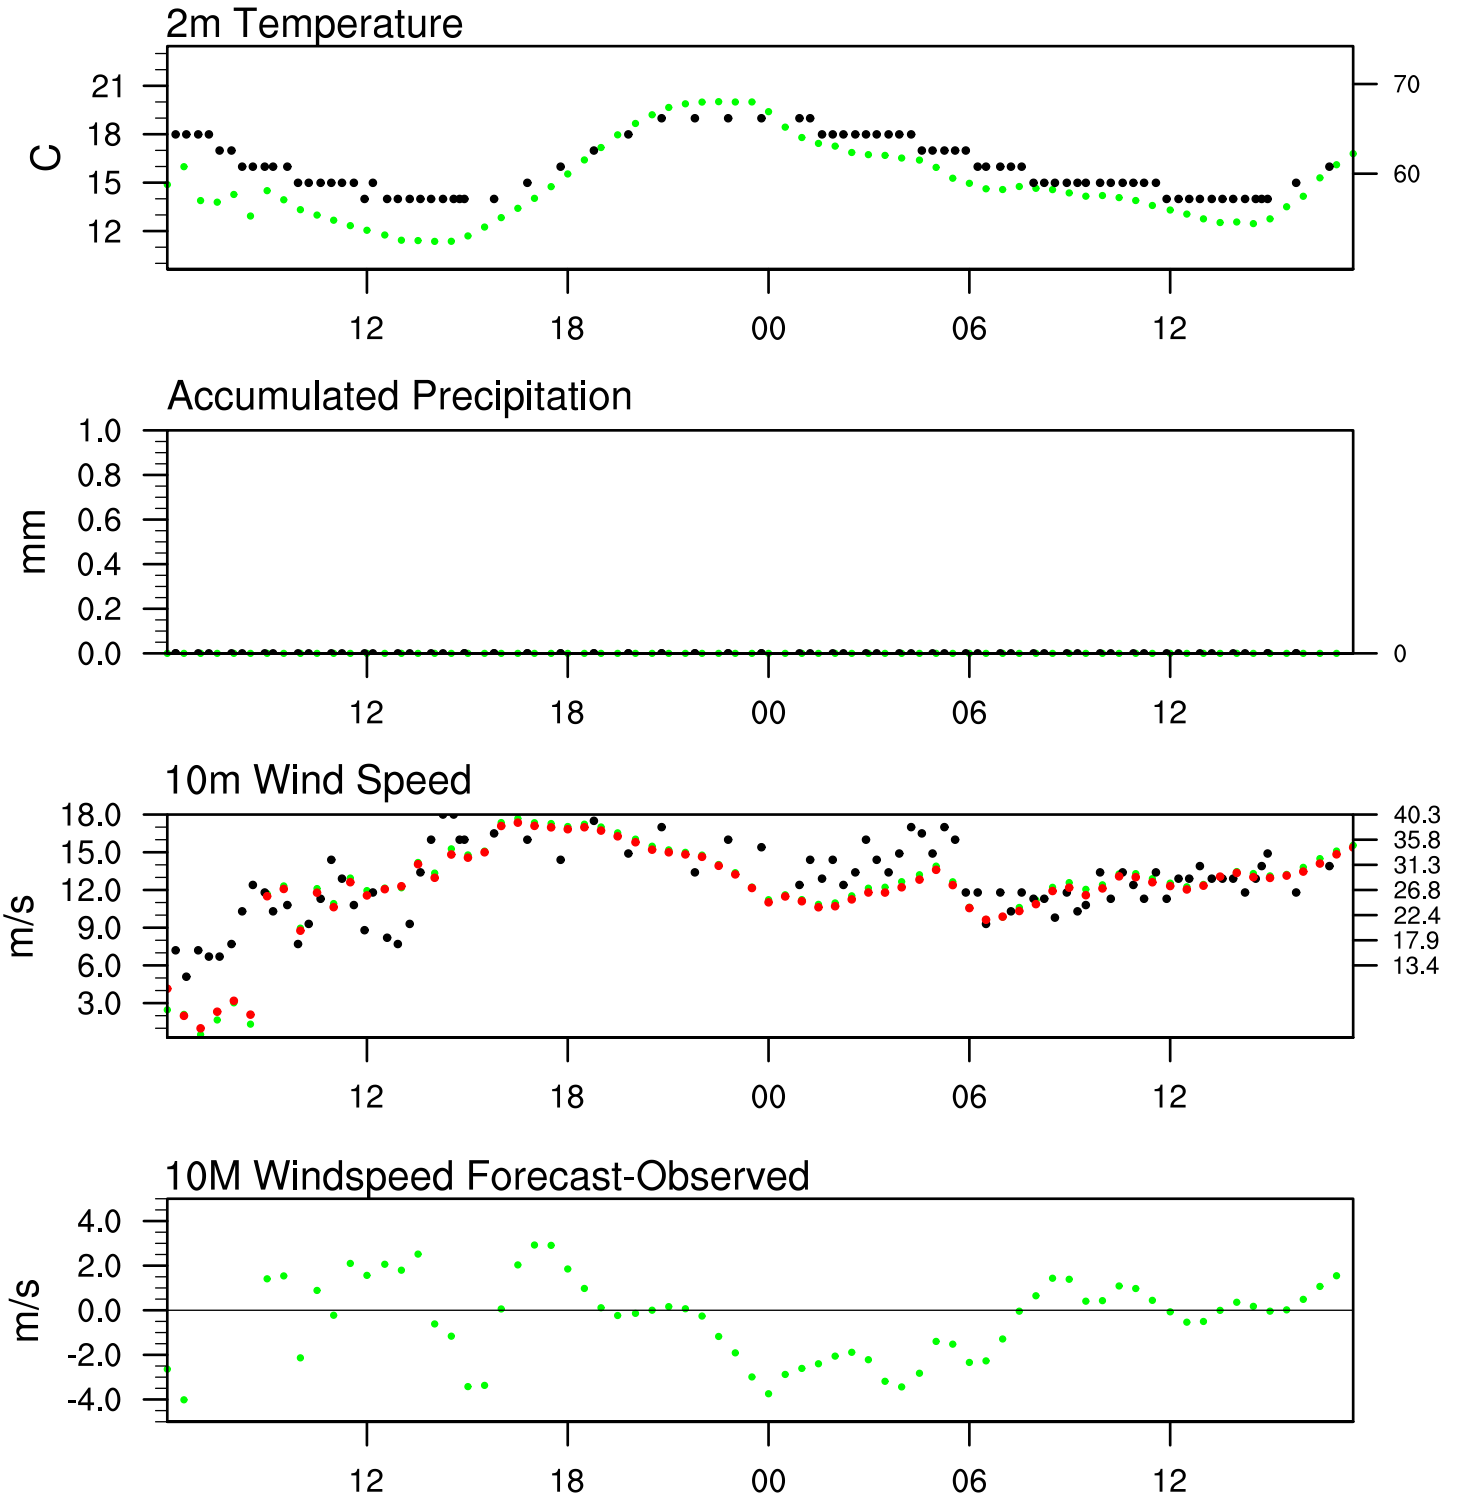 2m Temperature
21
18
15
12
C
70
60
12 18 00 06 12
Accumulated Precipitation
1.0
0.8
0.6
0.4
0.2
0.0
mm
0
12 18 00 06 12
10m Wind Speed
18.0
15.0
12.0
9.0
6.0
3.0
m/s
40.3
35.8
31.3
26.8
22.4
17.9
13.4
12 18 00 06 12
10M Windspeed Forecast-Observed
4.0
2.0
0.0
-2.0
-4.0
m/s
12 18 00 06 12